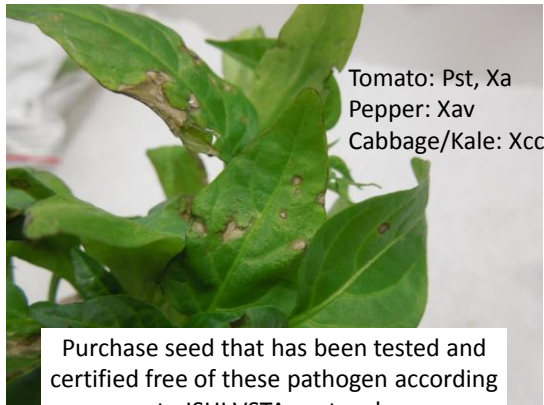 Tomato: Pst, Xa
Pepper: Xav
Cabbage/Kale: Xcc
Purchase seed that has been tested and
certified free of these pathogen according